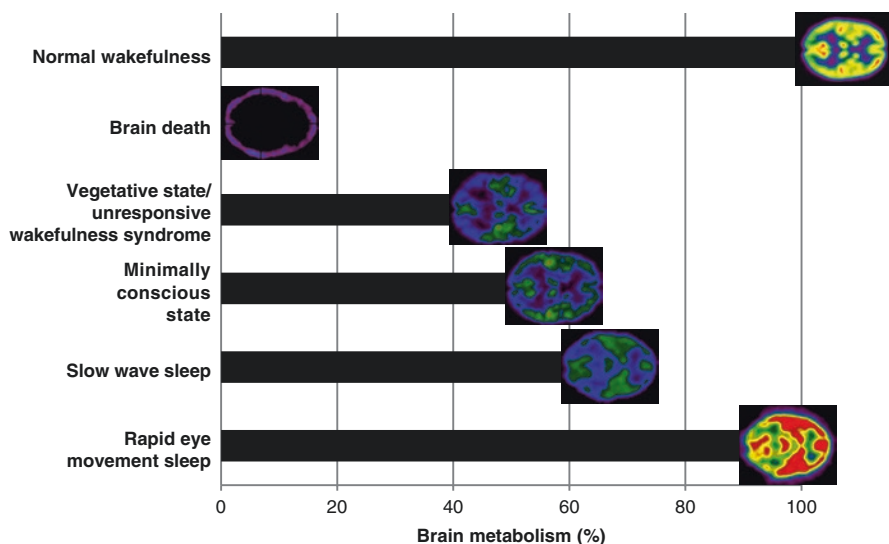 Normal wakefulness
Brain death
Vegetative state/
unresponsive
wakefulness syndrome
Minimally
conscious
state
Slow wave sleep
Rapid eye
movement sleep
0 20 40 60 80 100
Brain metabolism (%)